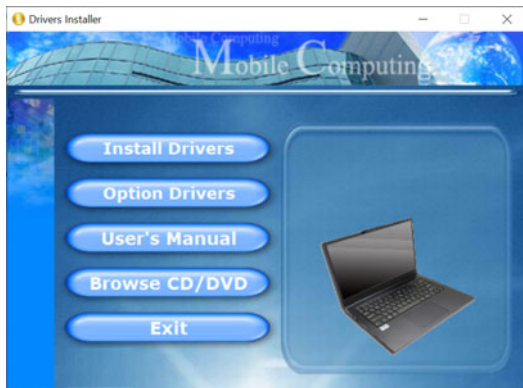 Drivers Installer
Mobile Computing
Mobile Computing
Install Drivers
Option Drivers
User's Manual
Browse CD/DVD
Exit